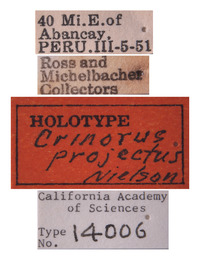 40 Mi.E.of
Abancay,
PERU.III-5-51
Ross and
Michelbacher
Collectors
HOLOTYPE
Crinorus
projectus
Nielson
California Academy
of Sciences
Type
No. 14006